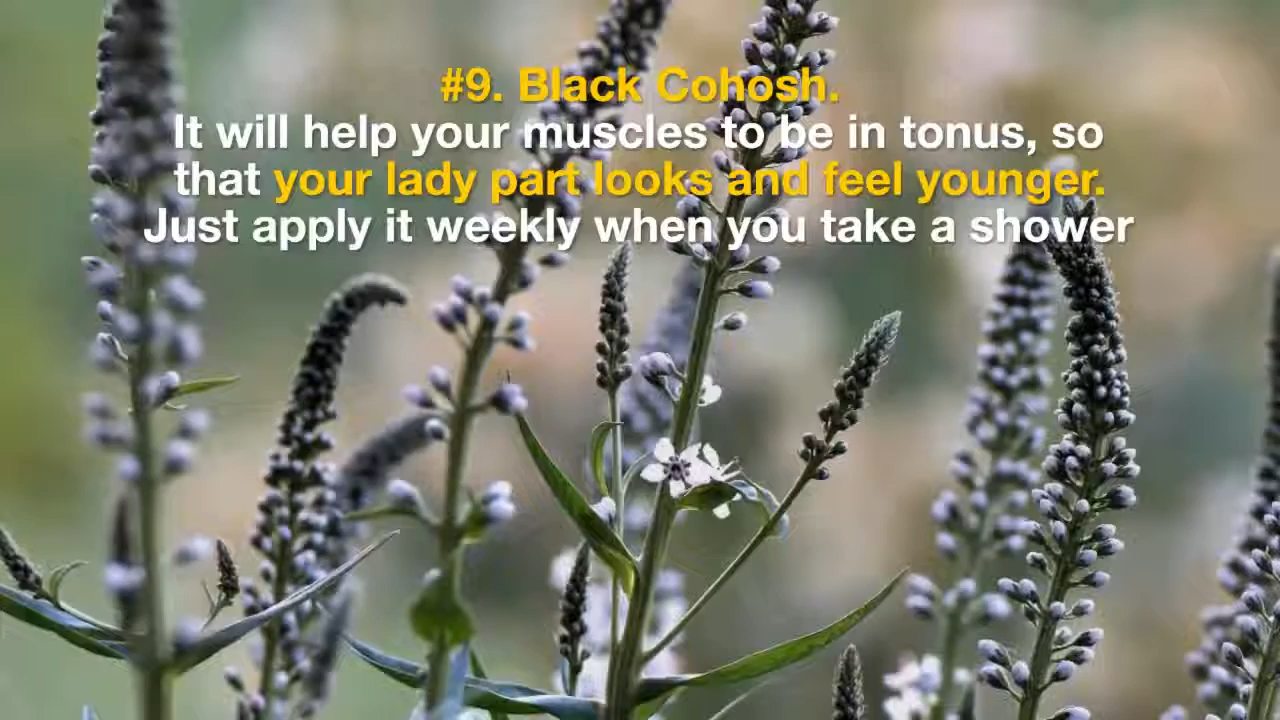 #9. Black Cohosh.
It will help your muscles to be in tonus, so
that your lady part looks and feel younger.
Just apply it weekly when you take a shower